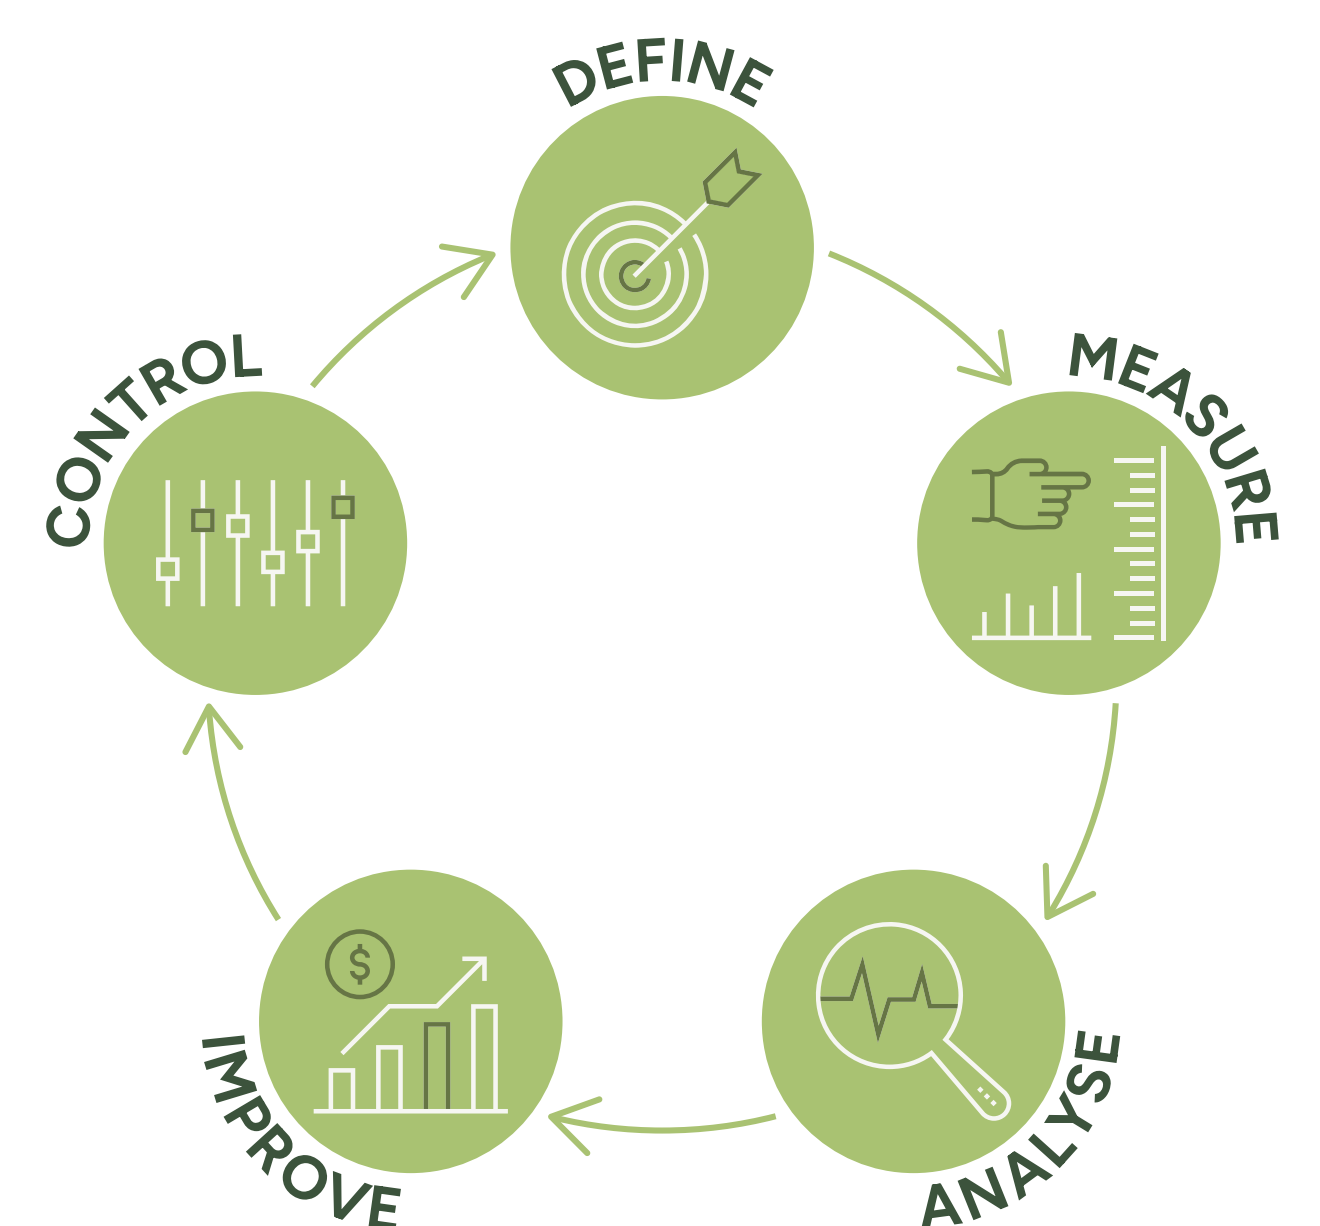 DEFINE
MEASURE
ANALYSE
IMPROVE
$
CONTROL